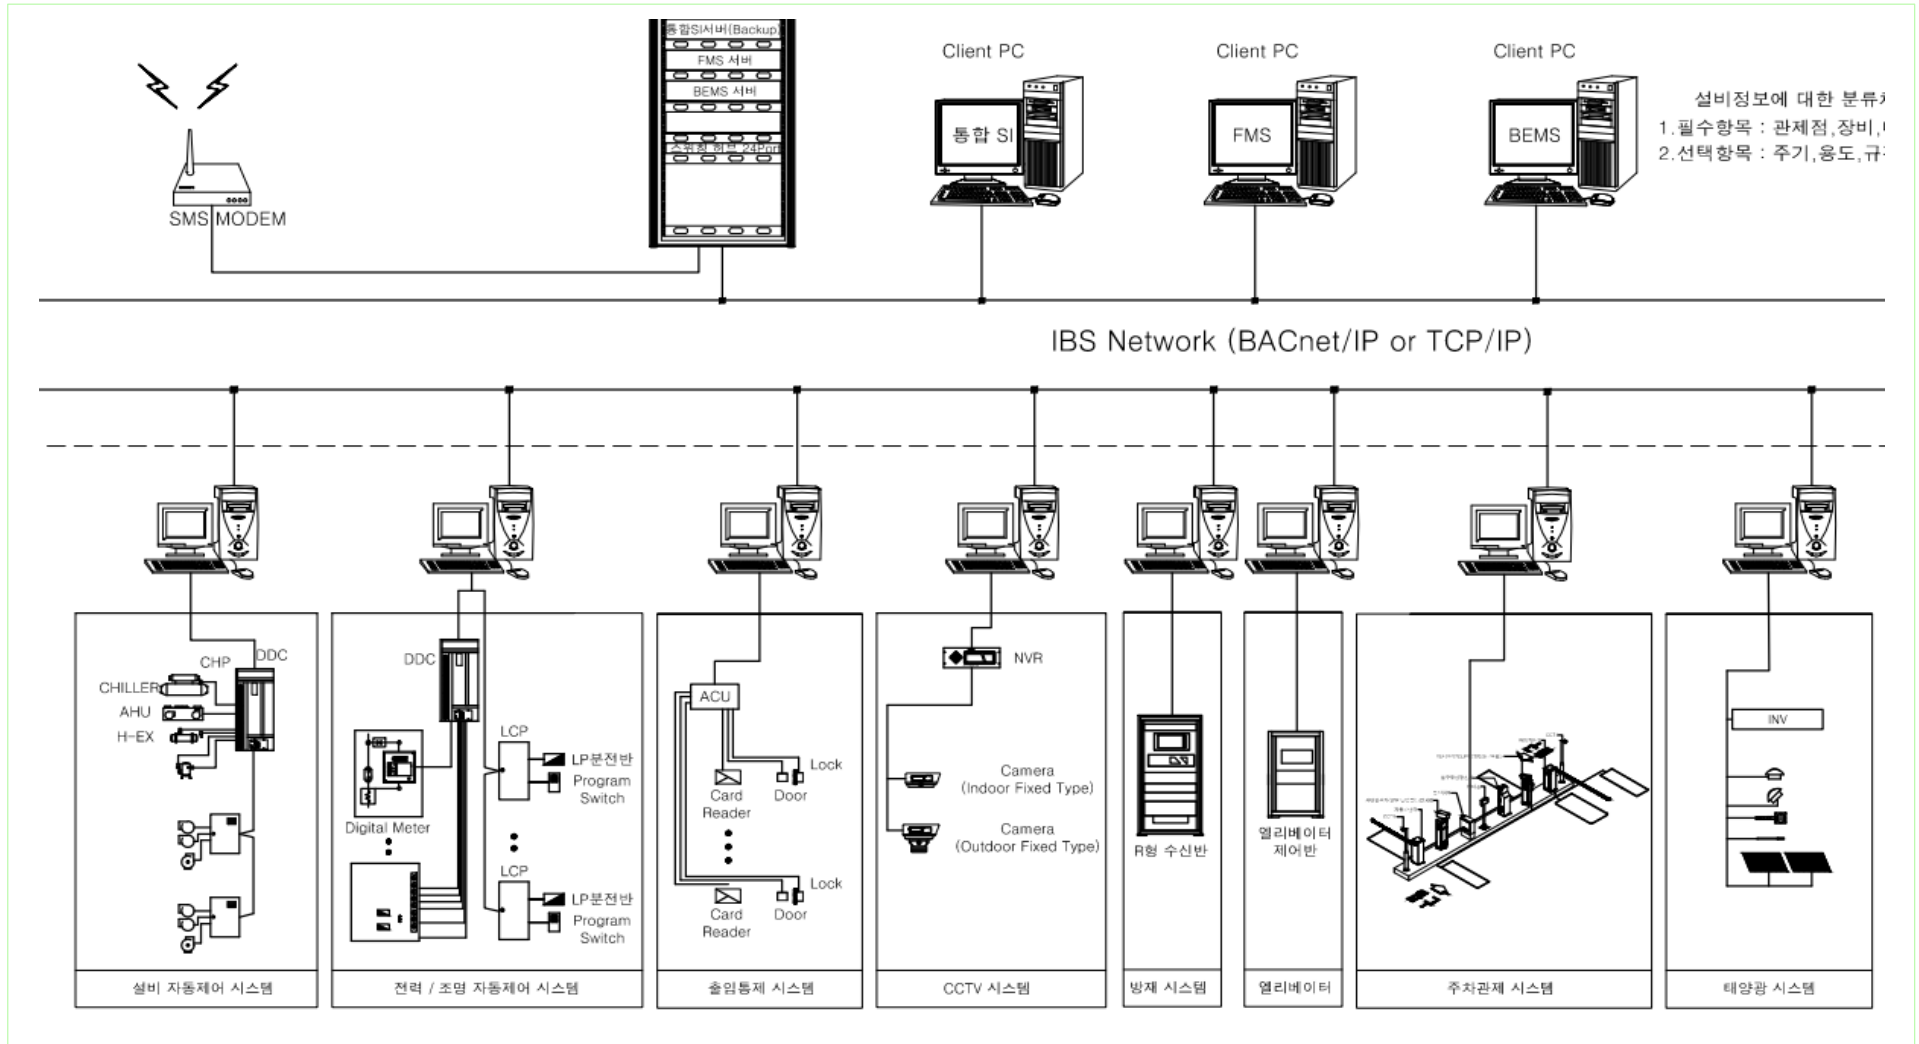 통합SI서버(Backup)
FMS 서버
BEMS 서버
스위칭 허브 24Port
SMS MODEM
Client PC
통합 SI
Client PC
FMS
Client PC
BEMS
설비정보에 대한 분류
1.필수항목 : 관제점,장비,
2.선택항목 : 주기,용도,규
IBS Network (BACnet/IP or TCP/IP)
CHP
DDC
CHILLER
AHU
H-EX
설비 자동제어 시스템
DDC
Digital Meter
LCP
LP분전반
Program
Switch
LCP
LP분전반
Program
Switch
전력 / 조명 자동제어 시스템
ACU
Card
Reader
Door
Lock
Card
Reader
Door
Lock
출입통제 시스템
NVR
Camera
(Indoor Fixed Type)
Camera
(Outdoor Fixed Type)
CCTV 시스템
R형 수신반
방재 시스템
엘리베이터
제어반
엘리베이터
주차관제 시스템
INV
태양광 시스템